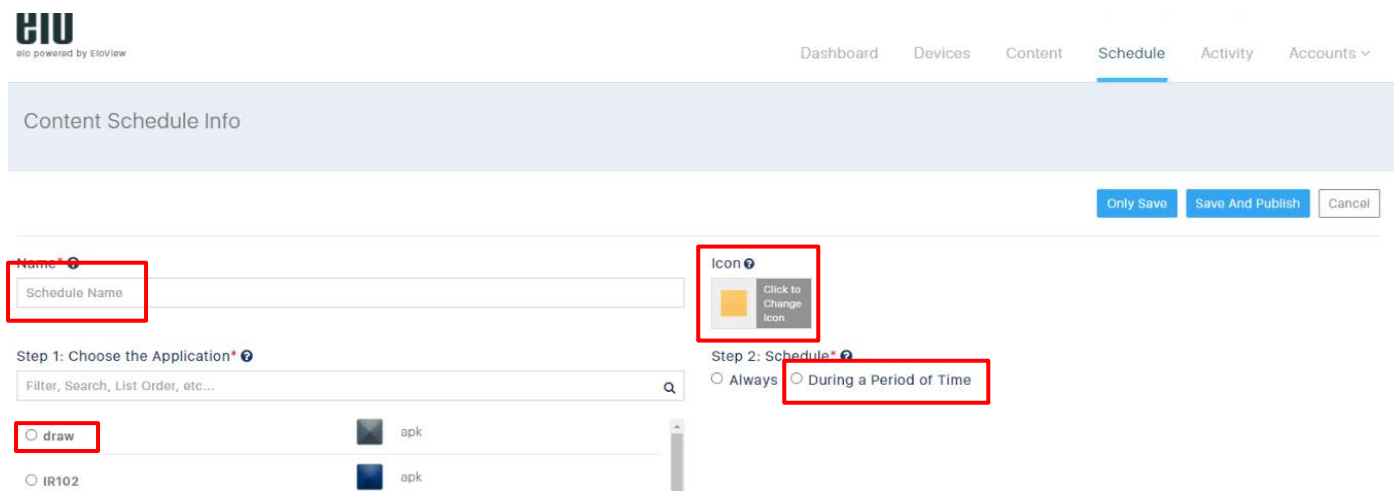 elo
elo powered by EloView
Dashboard Devices Content Schedule Activity Accounts
Content Schedule Info
Only Save Save And Publish Cancel
Name* Icon
Schedule Name
Click to
Change
Icon
Step 1: Choose the Application* Step 2: Schedule*
Filter, Search, List Order, etc... Always During a Period of Time
draw apk
IR102 apk